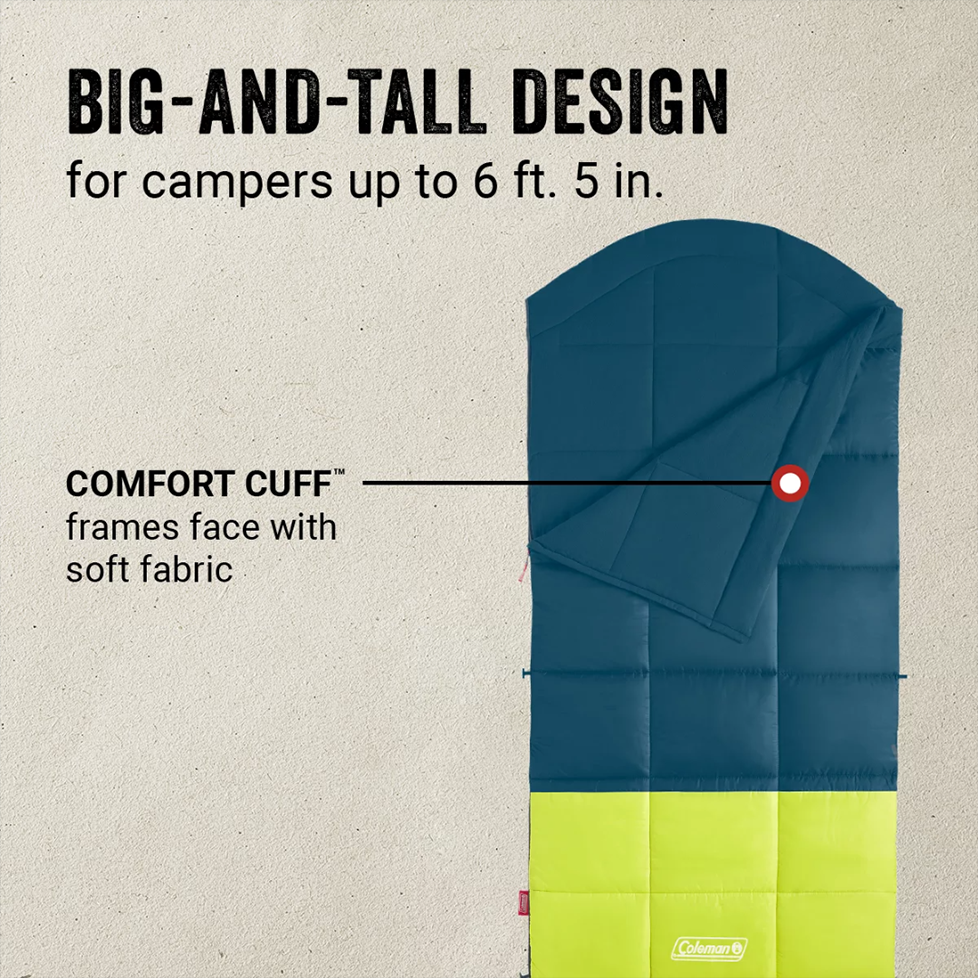 BIG-AND-TALL DESIGN
for campers up to 6 ft. 5 in.
COMFORT CUFF™
frames face with
soft fabric
Coleman